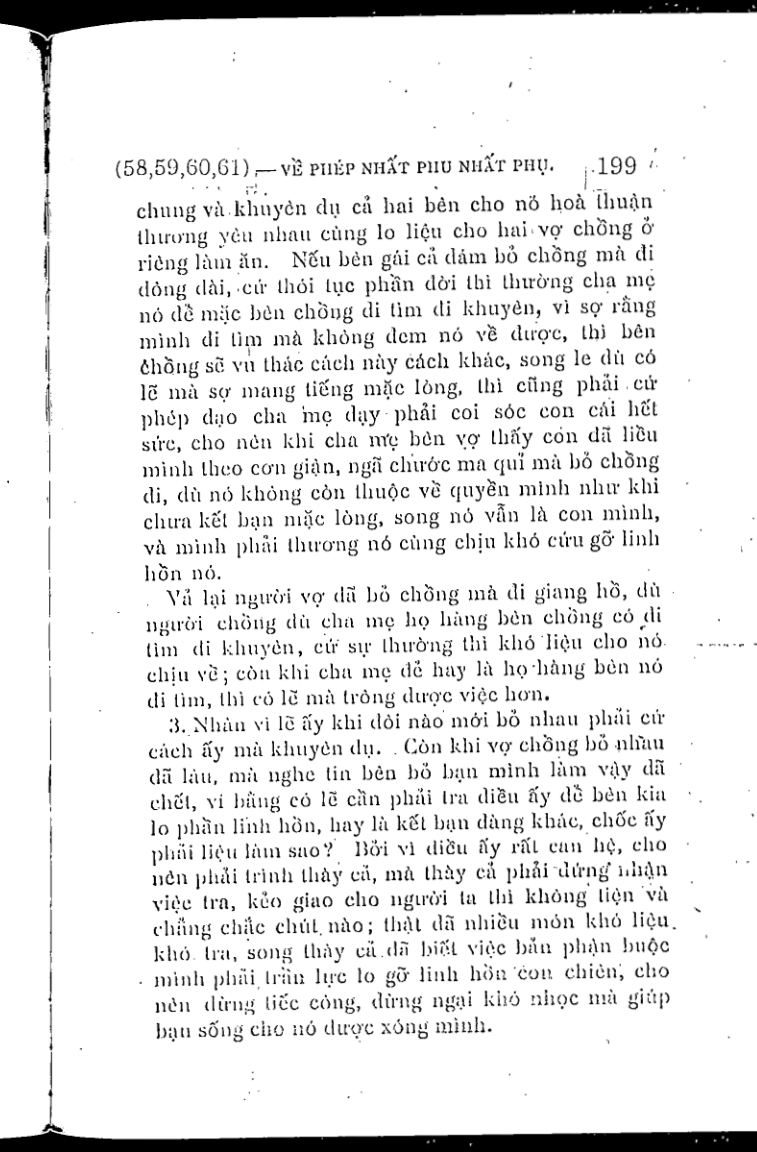 (58,59,60,61) — VỀ PHÉP NHẤT PHU NHẤT PHỤ. 199
chung và khuyên dụ cả hai bên cho nó hoà thuận
thương yêu nhau cùng lo liệu cho hai vợ chồng ở
riêng làm ăn. Nếu bên gái cả dám bỏ chồng mà đi
đông dài, cứ thói tục phần đời thì thường cha mẹ
nó để mặc bên chồng đi tìm đi khuyên, vì sợ rằng
mình đi tìm mà không đem nó về được, thì bên
chồng sẽ vu thác cách này cách khác, song le dù có
lẽ mà sợ mang tiếng mặc lòng, thì cũng phải cứ
phép đạo cha mẹ dạy phải coi sóc con cái hết
sức, cho nên khi cha mẹ bên vợ thấy con đã liều
mình theo cơn giận, ngã chước ma quỉ mà bỏ chồng
đi, dù nó không còn thuộc về quyền mình như khi
chưa kết bạn mặc lòng, song nó vẫn là con mình,
và mình phải thương nó cùng chịu khó cứu gỡ linh
hồn nó.
Vả lại người vợ đã bỏ chồng mà đi giang hồ, dù
người chồng dù cha mẹ họ hàng bên chồng có đi
tìm đi khuyên, cứ sự thường thì khó liệu cho nó
chịu về; còn khi cha mẹ đẻ hay là họ hàng bên nó
đi tìm, thì có lẽ mà trông được việc hơn.
3. Nhân vì lẽ ấy khi đôi nào mới bỏ nhau phải cứ
cách ấy mà khuyên dụ. Còn khi vợ chồng bỏ nhau
đã lâu, mà nghe tin bên bỏ bạn mình làm vậy đã
chết, ví bằng có lẽ cần phải tra điều ấy để bên kia
lo phần linh hồn, hay là kết bạn đàng khác, chốc ấy
phải liệu làm sao? Bởi vì điều ấy rất can hệ, cho
nên phải trình thày cả, mà thày cả phải đứng nhận
việc tra, kẻo giao cho người ta thì không tiện và
chẳng chắc chút nào; thật đã nhiều món khó liệu
khó tra, song thày cả đã biết việc bản phận buộc
mình phải trần lực lo gỡ linh hồn con chiên, cho
nên đừng tiếc công, đừng ngại khó nhọc mà giúp
bạn sống cho nó được xóng mình.